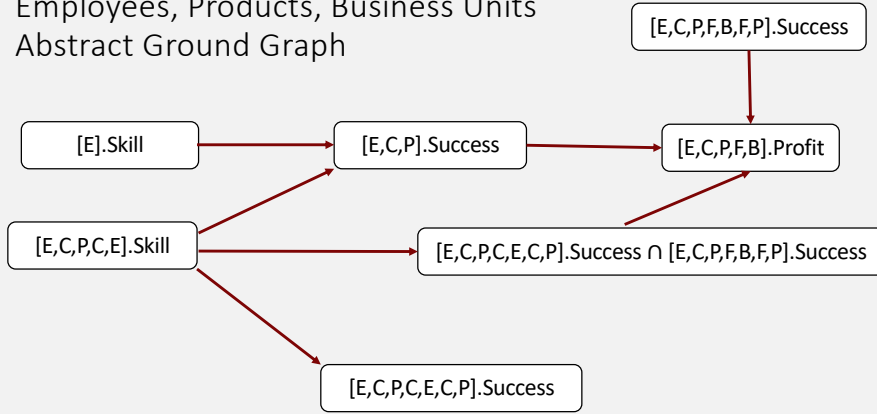 Employees, Products, Business Units
Abstract Ground Graph
[E,C,P,F,B,F,P].Success
[E].Skill
[E,C,P].Success
[E,C,P,F,B].Profit
[E,C,P,C,E].Skill
[E,C,P,C,E,C,P].Success ∩ [E,C,P,F,B,F,P].Success
[E,C,P,C,E,C,P].Success